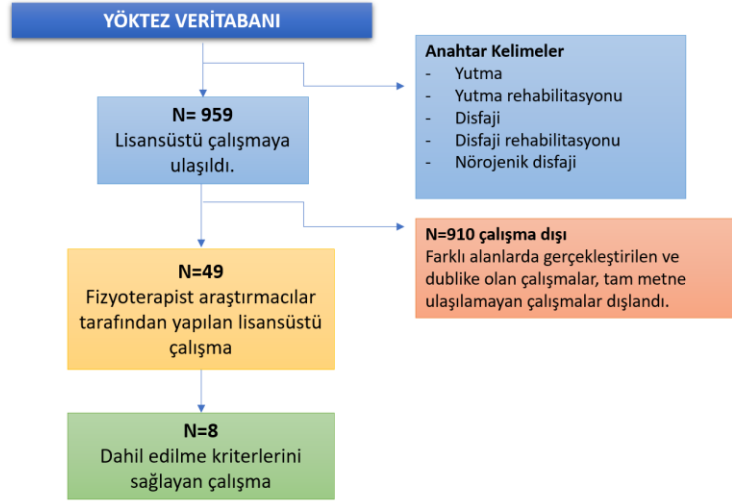 YÖKTEZ VERİTABANI
Anahtar Kelimeler
- Yutma
- Yutma rehabilitasyonu
- Disfaji
- Disfaji rehabilitasyonu
- Nörojenik disfaji
N= 959
Lisansüstü çalışmaya
ulaşıldı.
N=910 çalışma dışı
Farklı alanlarda gerçekleştirilen ve
dublike olan çalışmalar, tam metne
ulaşılamayan çalışmalar dışlandı.
N=49
Fizyoterapist araştırmacılar
tarafından yapılan lisansüstü
çalışma
N=8
Dahil edilme kriterlerini
sağlayan çalışma